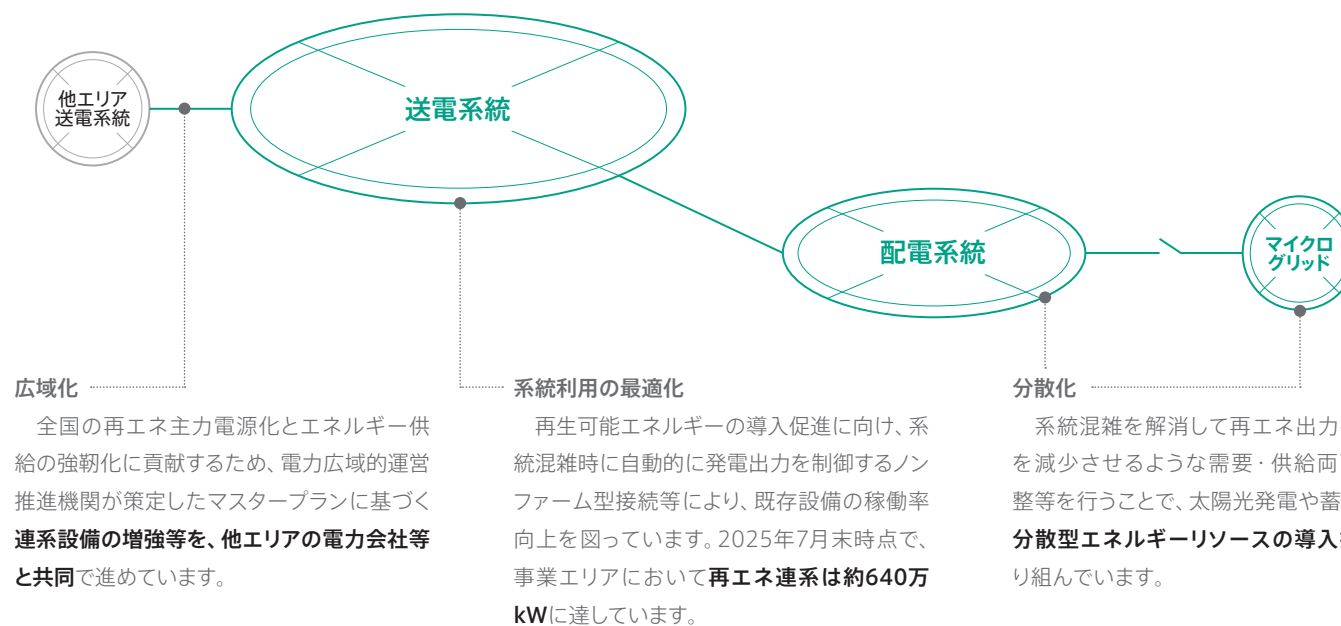 他エリア
送電系統
送電系統
配電系統
マイクロ
グリッド
広域化
全国の再エネ主力電源化とエネルギー供
給の強靭化に貢献するため、電力広域的運営
推進機関が策定したマスタープランに基づく
連系設備の増強等を、他エリアの電力会社等
と共同で進めています。
系統利用の最適化
再生可能エネルギーの導入促進に向け、系
統混雑時に自動的に発電出力を制御するノン
ファーム型接続等により、既存設備の稼働率
向上を図っています。2025年7月末時点で、
事業エリアにおいて再エネ連系は約640万
kWに達しています。
分散化
系統混雑を解消して再エネ出力
を減少させるような需要・供給両
整等を行うことで、太陽光発電や蓄
分散型エネルギーリソースの導入
り組んでいます。